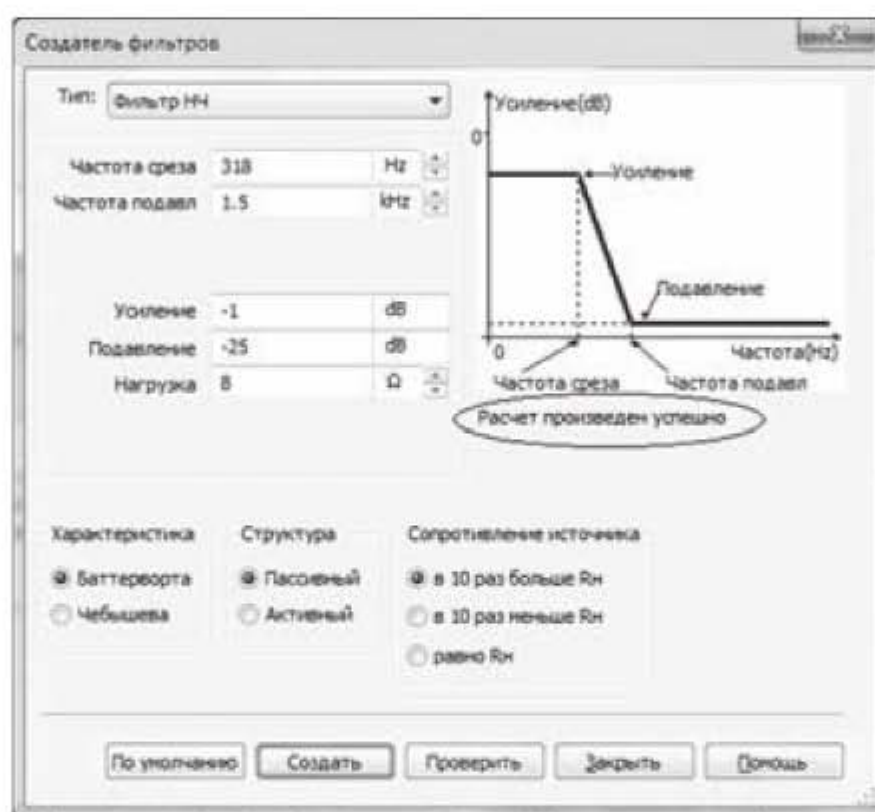 Создатель фильтров
Тип: Фильтр НЧ
Частота среза 318 Hz
Частота подавл 1.5 kHz
Усиление -1 dB
Подавление -25 dB
Нагрузка 8 Ω
Усиление(dB)
0
Усиление
Подавление
0
Частота(Hz)
Частота среза Частота подавл
Расчет произведен успешно
Характеристика
Баттерворта
Чебышева
Структура
Пассивный
Активный
Сопротивление источника
в 10 раз больше Rн
в 10 раз меньше Rн
равно Rн
По умолчанию Создать Проверить Закрыть Помощь